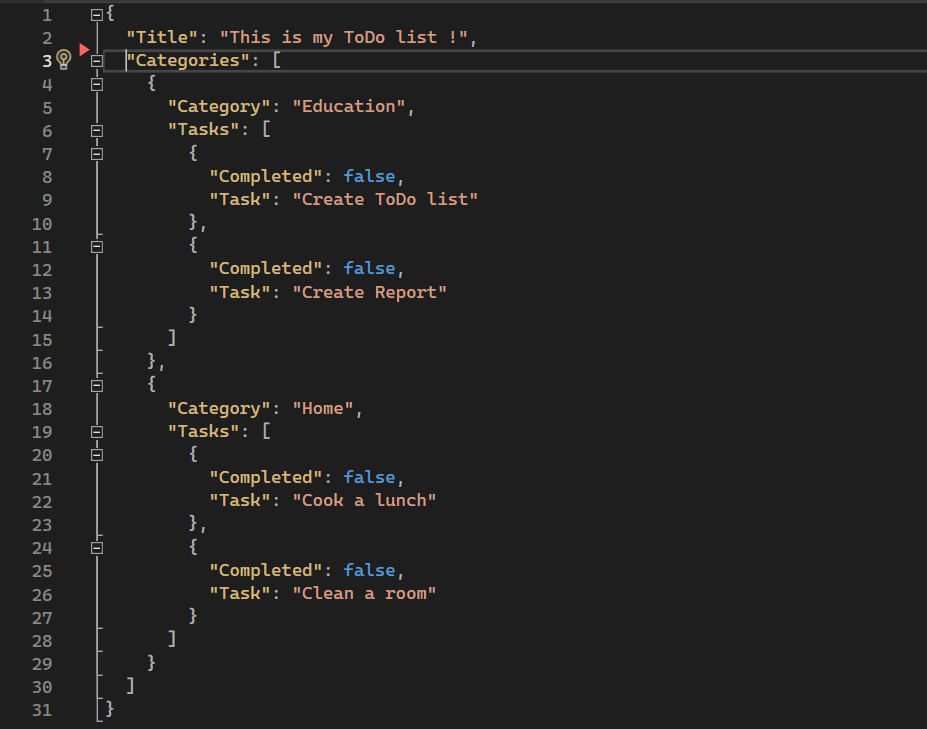 1 {
2   "Title": "This is my ToDo list !",
3   "Categories": [
4     {
5       "Category": "Education",
6       "Tasks": [
7         {
8           "Completed": false,
9           "Task": "Create ToDo list"
10         },
11         {
12           "Completed": false,
13           "Task": "Create Report"
14         }
15       ]
16     },
17     {
18       "Category": "Home",
19       "Tasks": [
20         {
21           "Completed": false,
22           "Task": "Cook a lunch"
23         },
24         {
25           "Completed": false,
26           "Task": "Clean a room"
27         }
28       ]
29     }
30   ]
31 }